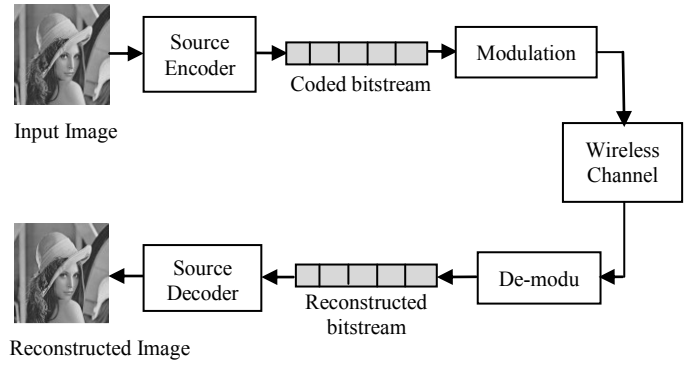 Source
Encoder
Coded bitstream
Modulation
Input Image
Wireless
Channel
Source
Decoder
Reconstructed
bitstream
De-modu
Reconstructed Image